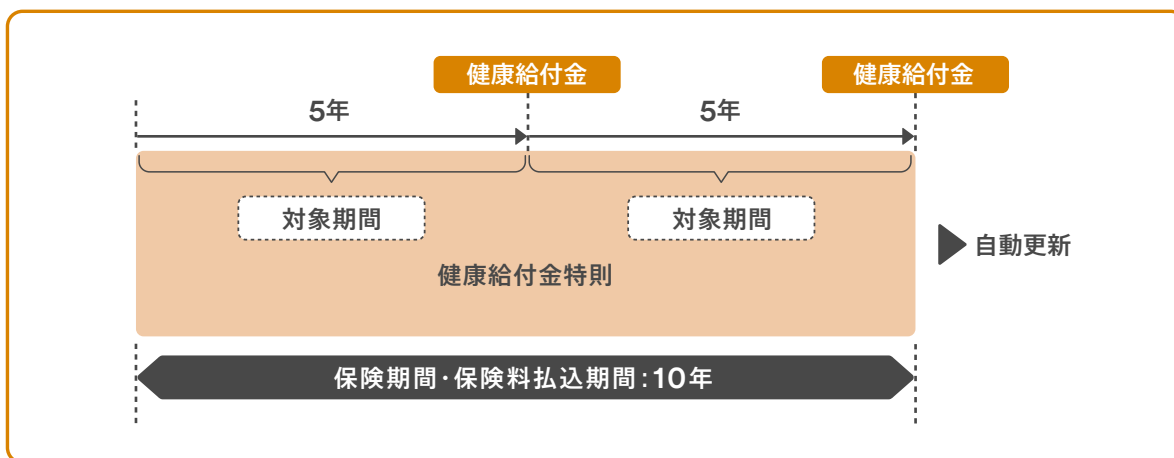 健康給付金
健康給付金
5年
5年
対象期間
対象期間
健康給付金特則
自動更新
保険期間・保険料払込期間:10年